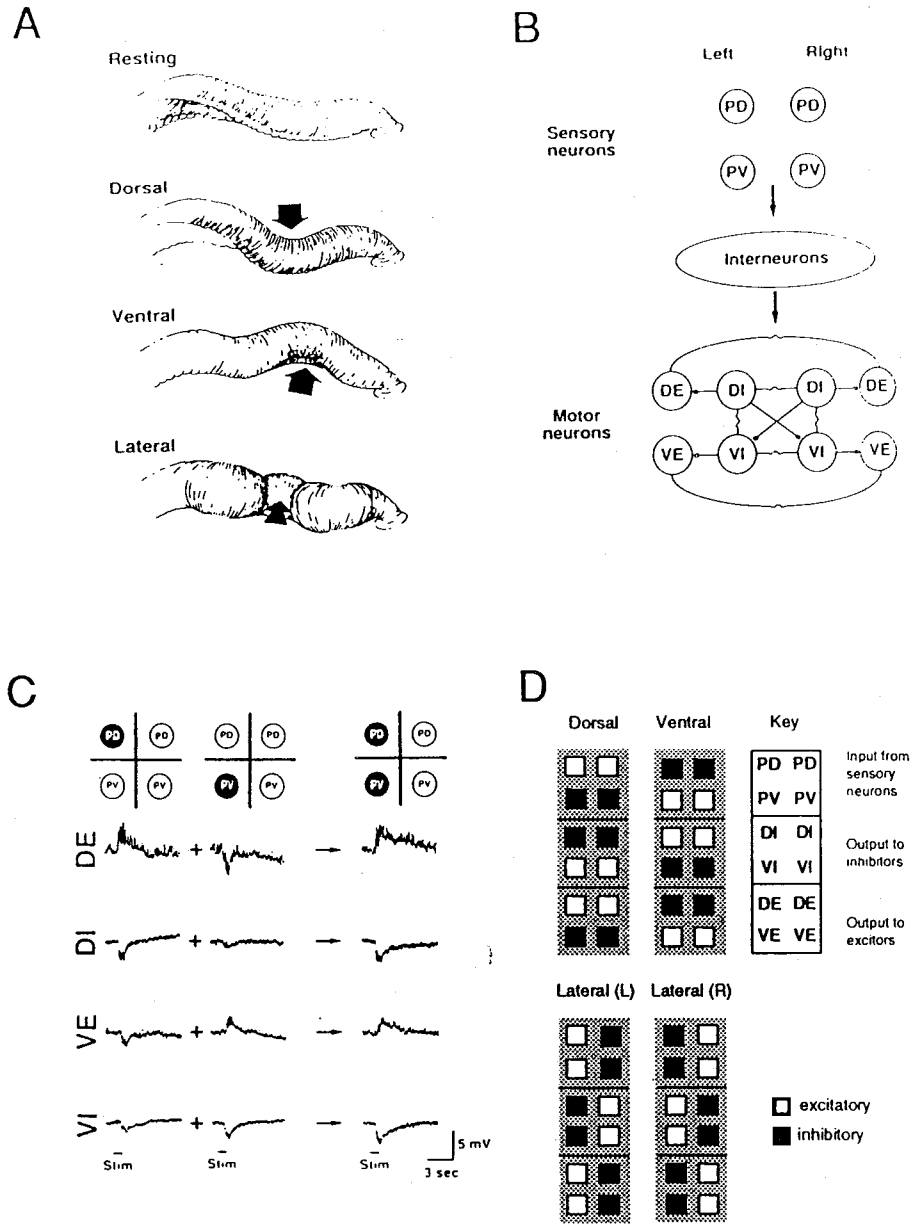 A
Resting
Dorsal
Ventral
Lateral
B
Left Right
PD PD
Sensory
neurons
PV PV
Interneurons
DE DI DI DE
Motor
neurons
VE VI VI VE
C
PD PD PD PD PD PD
PV PV PV PV PV PV
DE + →
DI + →
VE + →
VI + →
Stim Stim Stim
5 mV
3 sec
D
Dorsal Ventral Key
PD PD
PV PV
Input from
sensory
neurons
DI DI
VI VI
Output to
inhibitors
DE DE
VE VE
Output to
excitors
Lateral (L) Lateral (R)
excitatory
inhibitory